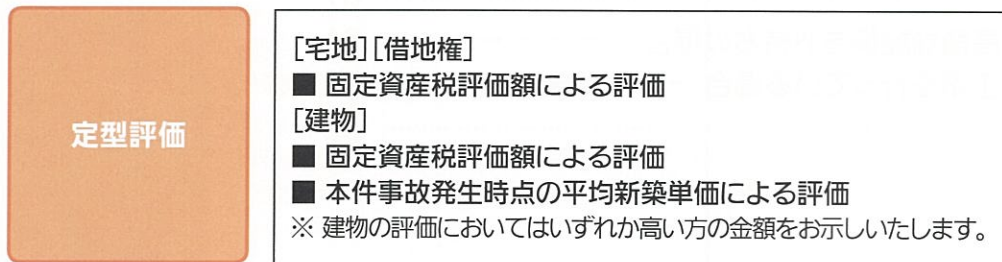 定型評価
[宅地][借地権]
■ 固定資産税評価額による評価
[建物]
■ 固定資産税評価額による評価
■ 本件事故発生時点の平均新築単価による評価
※ 建物の評価においてはいずれか高い方の金額をお示しいたします。